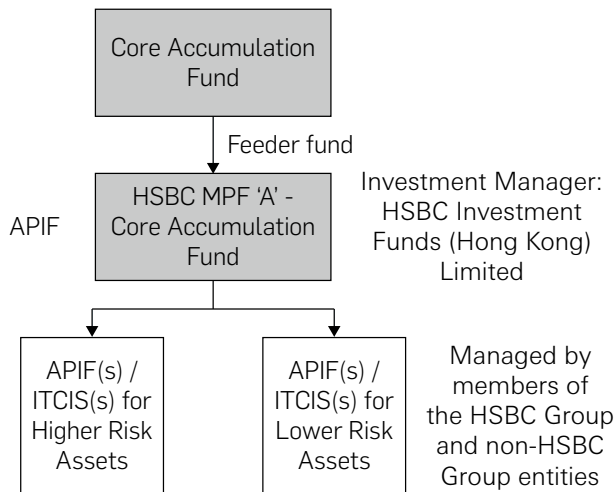 Core Accumulation
Fund
Feeder fund
APIF
HSBC MPF ‘A’ -
Core Accumulation
Fund
Investment Manager:
HSBC Investment
Funds (Hong Kong)
Limited
APIF(s) /
ITCIS(s) for
Higher Risk
Assets
APIF(s) /
ITCIS(s) for
Lower Risk
Assets
Managed by
members of
the HSBC Group
and non-HSBC
Group entities